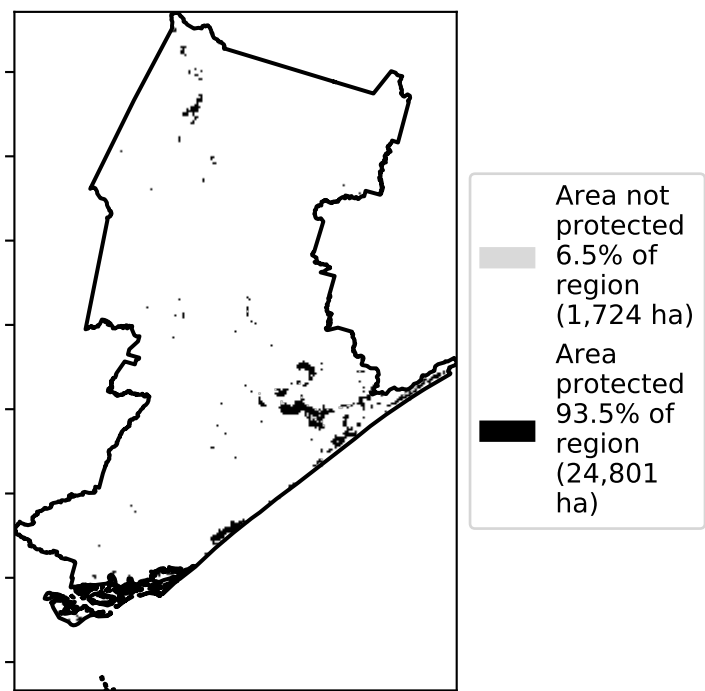 Area not
protected
6.5% of
region
(1,724 ha)
Area
protected
93.5% of
region
(24,801
ha)